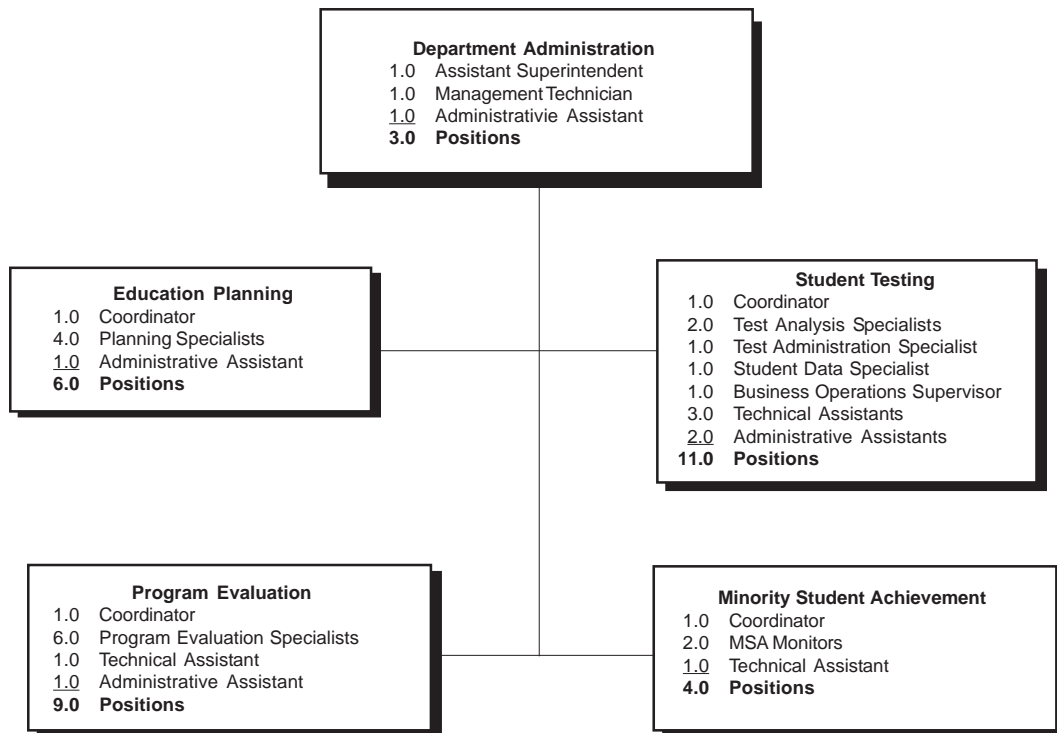 Department Administration
1.0 Assistant Superintendent
1.0 Management Technician
1.0 Administrativie Assistant
3.0 Positions
Education Planning
1.0 Coordinator
4.0 Planning Specialists
1.0 Administrative Assistant
6.0 Positions
Student Testing
1.0 Coordinator
2.0 Test Analysis Specialists
1.0 Test Administration Specialist
1.0 Student Data Specialist
1.0 Business Operations Supervisor
3.0 Technical Assistants
2.0 Administrative Assistants
11.0 Positions
Program Evaluation
1.0 Coordinator
6.0 Program Evaluation Specialists
1.0 Technical Assistant
1.0 Administrative Assistant
9.0 Positions
Minority Student Achievement
1.0 Coordinator
2.0 MSA Monitors
1.0 Technical Assistant
4.0 Positions